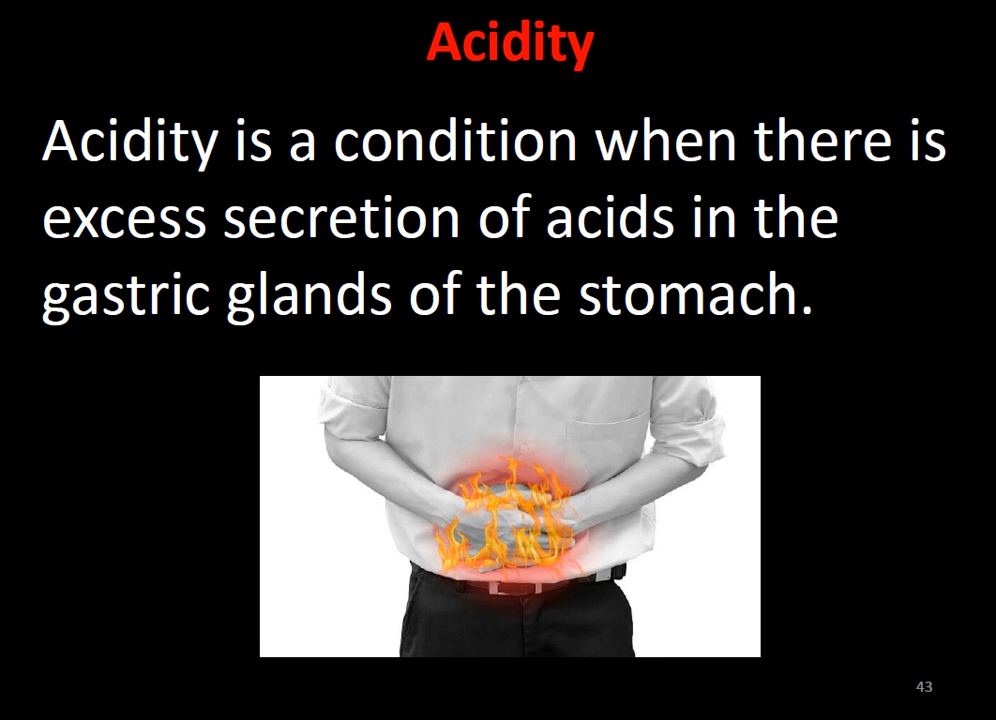 Acidity
Acidity is a condition when there is
excess secretion of acids in the
gastric glands of the stomach.
43